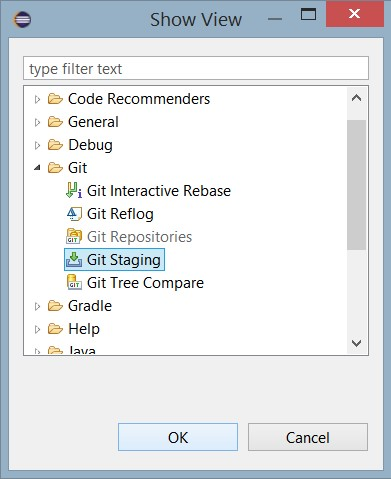 Show View
type filter text
Code Recommenders
General
Debug
Git
Git Interactive Rebase
Git Reflog
Git Repositories
Git Staging
Git Tree Compare
Gradle
Help
Java
OK
Cancel